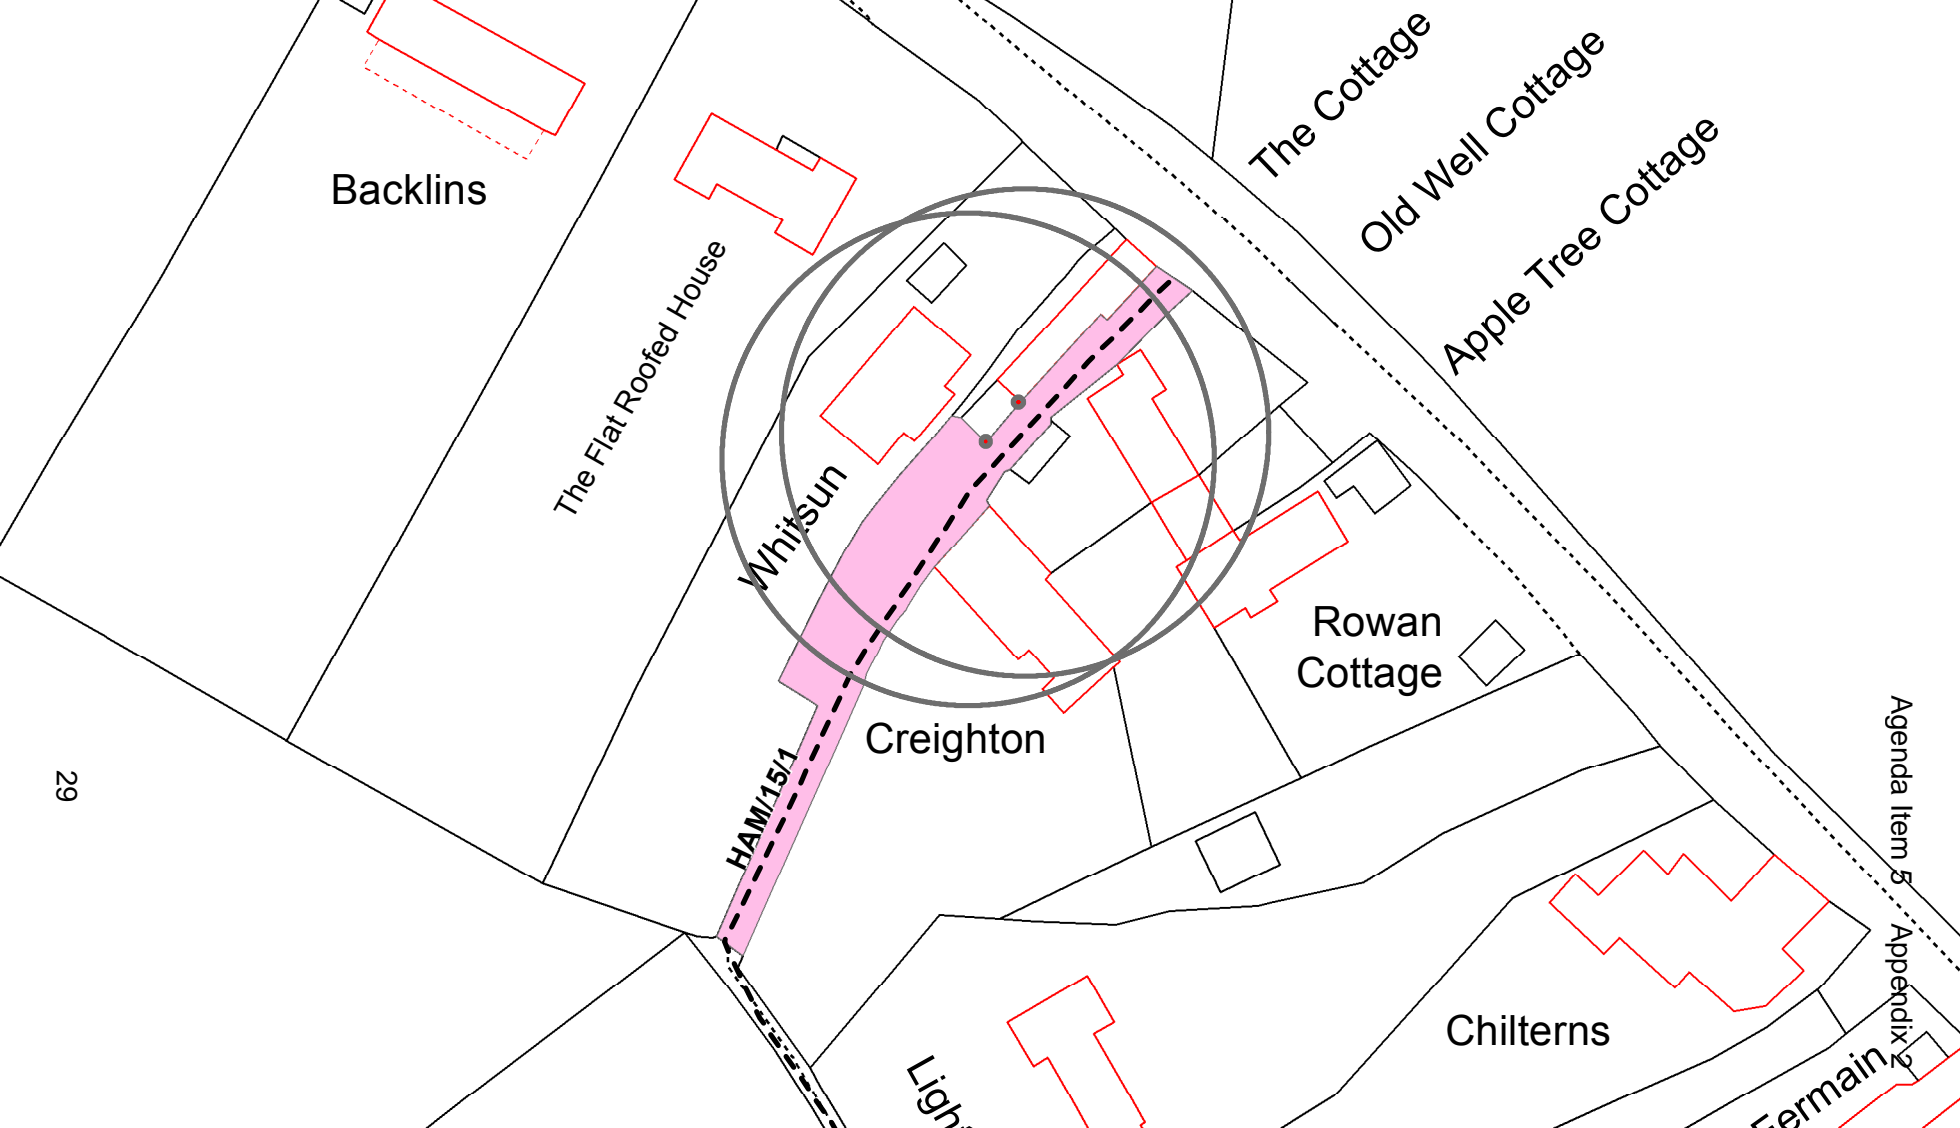 The Cottage
Old Well Cottage
Apple Tree Cottage
Backlins
The Flat Roofed House
Whitsun
Rowan
Cottage
Creighton
HAM/15/1
29
Agenda Item 5 Appendix 2
Chilterns
Fermain